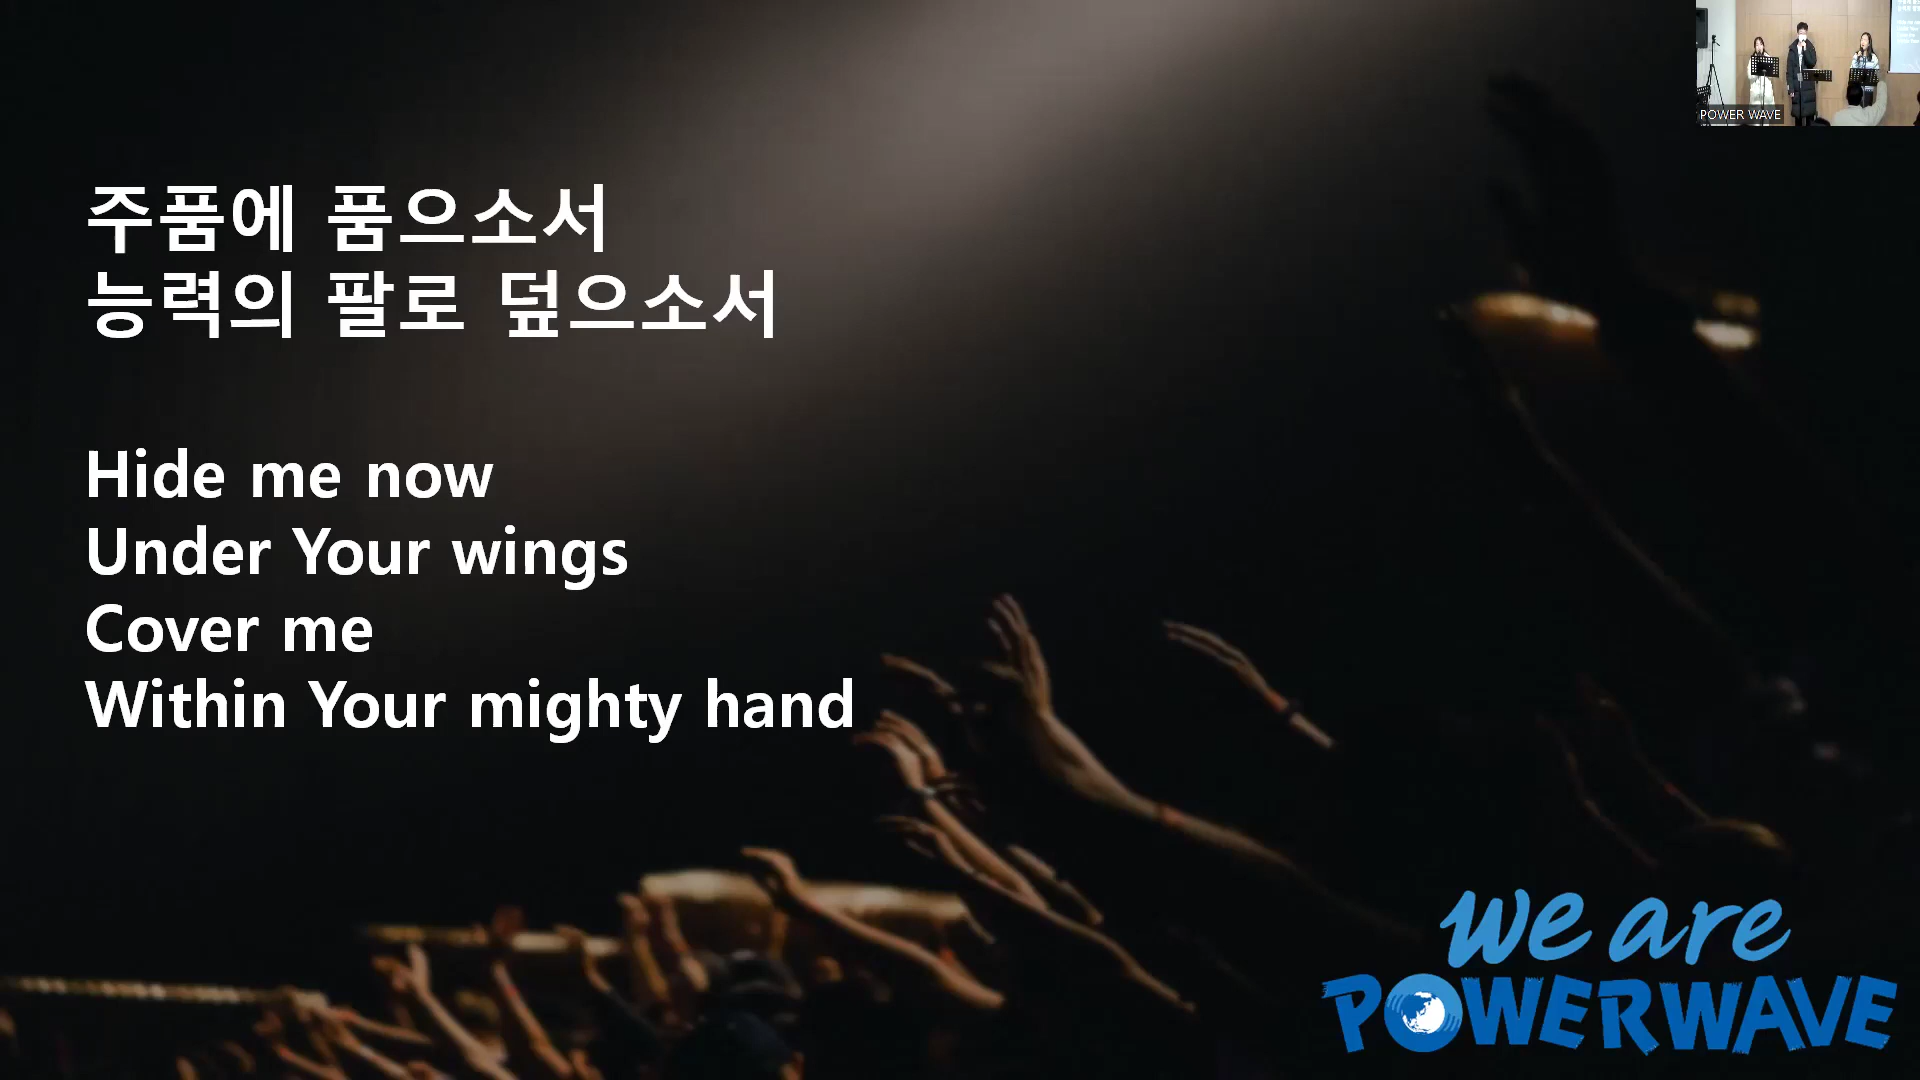 주품에 품으소서
능력의 팔로 덮으소서
Hide me now
Under Your wings
Cover me
Within Your mighty hand
POWER WAVE
we are
POWERWAVE